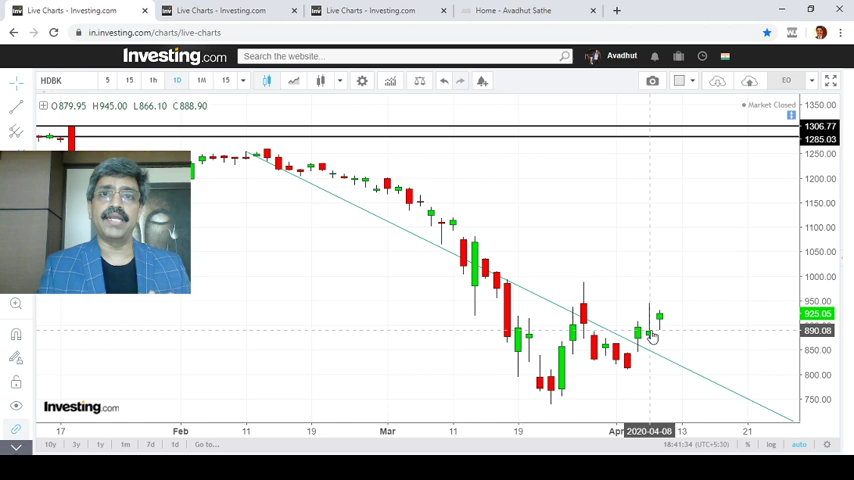 Live Charts - Investing.com
Live Charts - Investing.com
Live Charts - Investing.com
Home - Avadhut Sathe
in.investing.com/charts/live-charts
Investing.com
Search the website...
Avadhut
HDBK
5
15
1h
1D
1M
15
EO
O879.95 H945.00 L866.10 C888.90
Market Closed
1350.00
1306.77
1285.03
1250.00
1200.00
1150.00
1100.00
1050.00
1000.00
950.00
925.05
890.08
850.00
800.00
750.00
Investing.com
17
Feb
11
19
Mar
11
19
Apr
2020-04-08
13
21
10y
3y
1y
1m
7d
1d
Go to...
18:41:34 (UTC+5:30)
%
log
auto